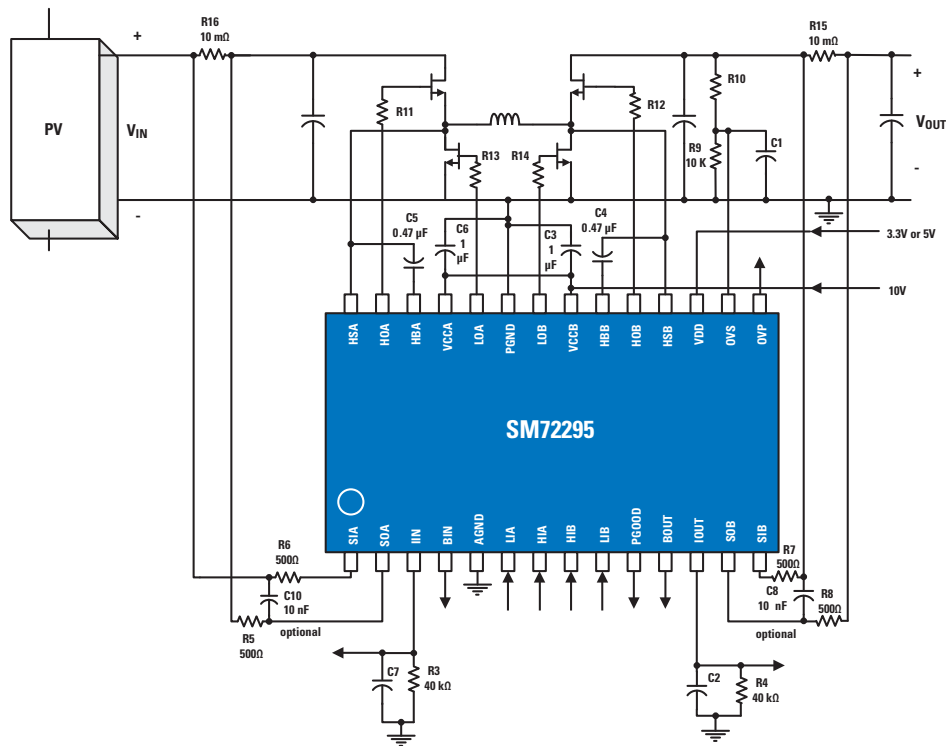 R16
10 mΩ
R15
10 mΩ
+
+
R10
R11
R12
PV
VIN
VOUT
R13
R14
R9
10 K
C1
-
-
C5
0.47 µF
C6
1
µF
C3
1
µF
C4
0.47 µF
3.3V or 5V
10V
HSA
HOA
HBA
VCCA
LOA
PGND
LOB
VCCB
HBB
HOB
HSB
VDD
OVS
OVP
SM72295
SIA
SOA
IIN
BIN
AGND
LIA
HIA
HIB
LIB
PGOOD
BOUT
IOUT
SOB
SIB
R6
500Ω
R7
500Ω
C10
10 nF
C8
10 nF
R8
500Ω
optional
optional
R5
500Ω
C7
R3
40 kΩ
C2
R4
40 kΩ